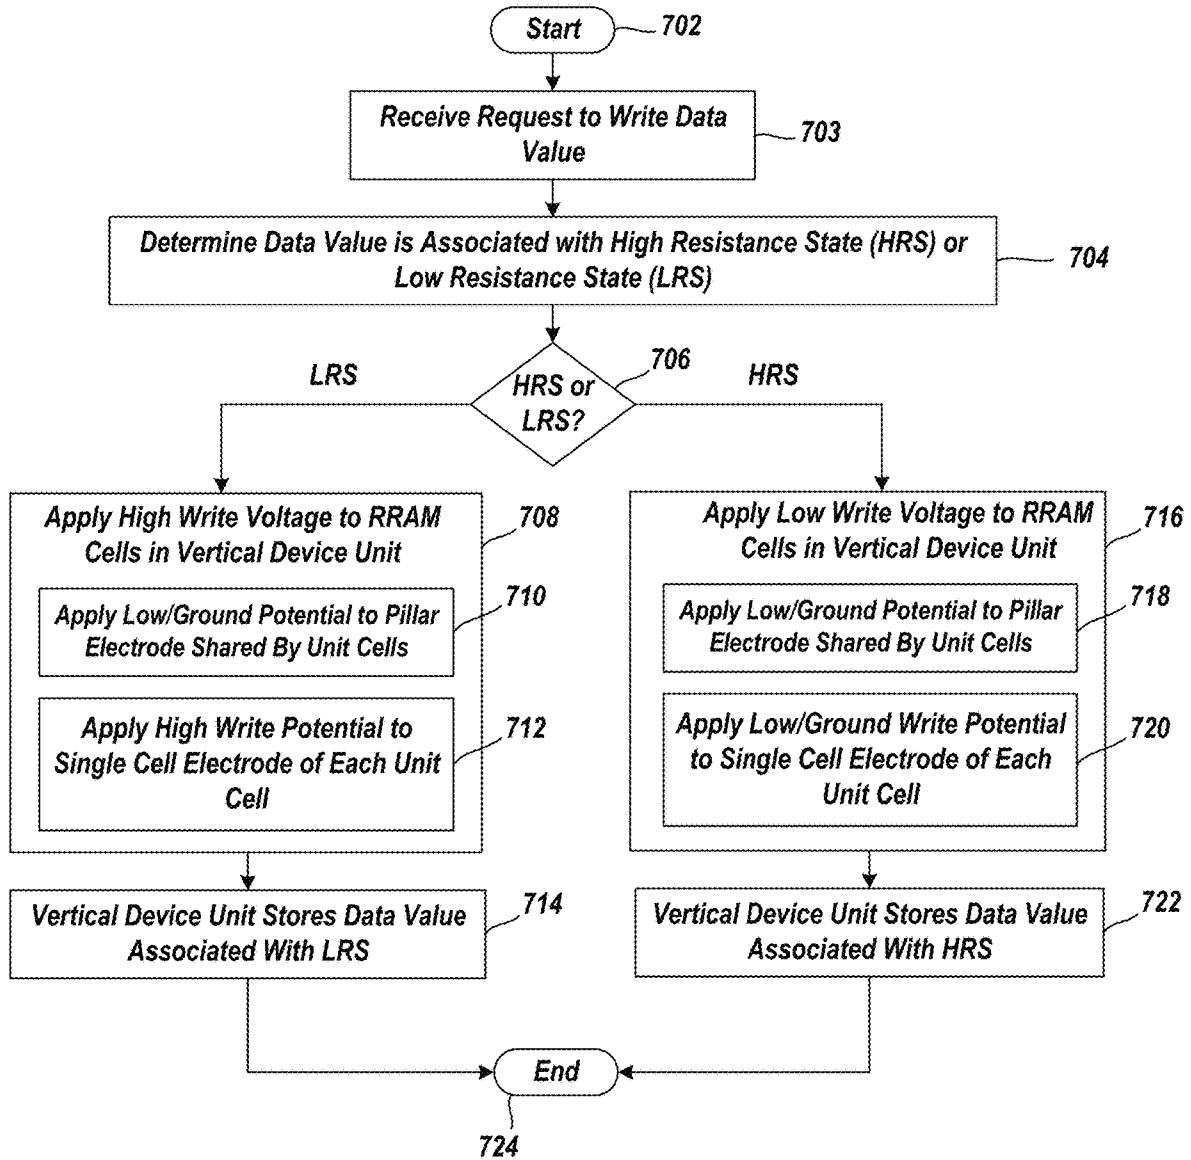 Start
702
Receive Request to Write Data
Value
703
Determine Data Value is Associated with High Resistance State (HRS) or
Low Resistance State (LRS)
704
LRS
HRS or
LRS?
706
HRS
Apply High Write Voltage to RRAM
Cells in Vertical Device Unit
708
Apply Low/Ground Potential to Pillar
Electrode Shared By Unit Cells
710
Apply High Write Potential to
Single Cell Electrode of Each Unit
Cell
712
Vertical Device Unit Stores Data Value
Associated With LRS
714
Apply Low Write Voltage to RRAM
Cells in Vertical Device Unit
716
Apply Low/Ground Potential to Pillar
Electrode Shared By Unit Cells
718
Apply Low/Ground Write Potential
to Single Cell Electrode of Each
Unit Cell
720
Vertical Device Unit Stores Data Value
Associated With HRS
722
End
724